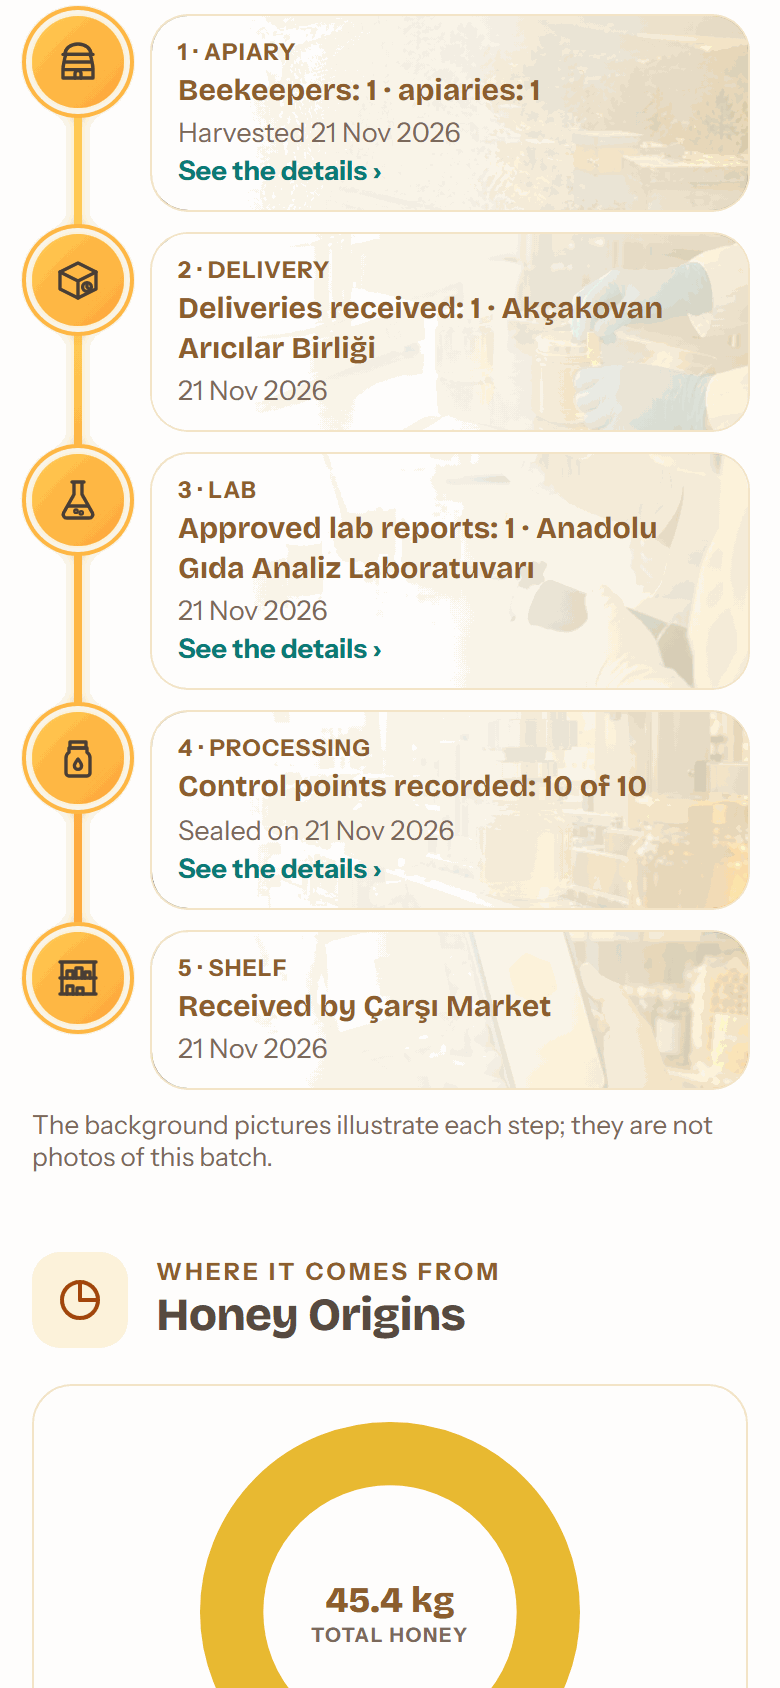 1 · APIARY
Beekeepers: 1 · apiaries: 1
Harvested 21 Nov 2026
See the details ›
2 · DELIVERY
Deliveries received: 1 · Akçakovan
Arıcılar Birliği
21 Nov 2026
3 · LAB
Approved lab reports: 1 · Anadolu
Gıda Analiz Laboratuvarı
21 Nov 2026
See the details ›
4 · PROCESSING
Control points recorded: 10 of 10
Sealed on 21 Nov 2026
See the details ›
5 · SHELF
Received by Çarşı Market
21 Nov 2026
The background pictures illustrate each step; they are not
photos of this batch.
WHERE IT COMES FROM
Honey Origins
45.4 kg
TOTAL HONEY